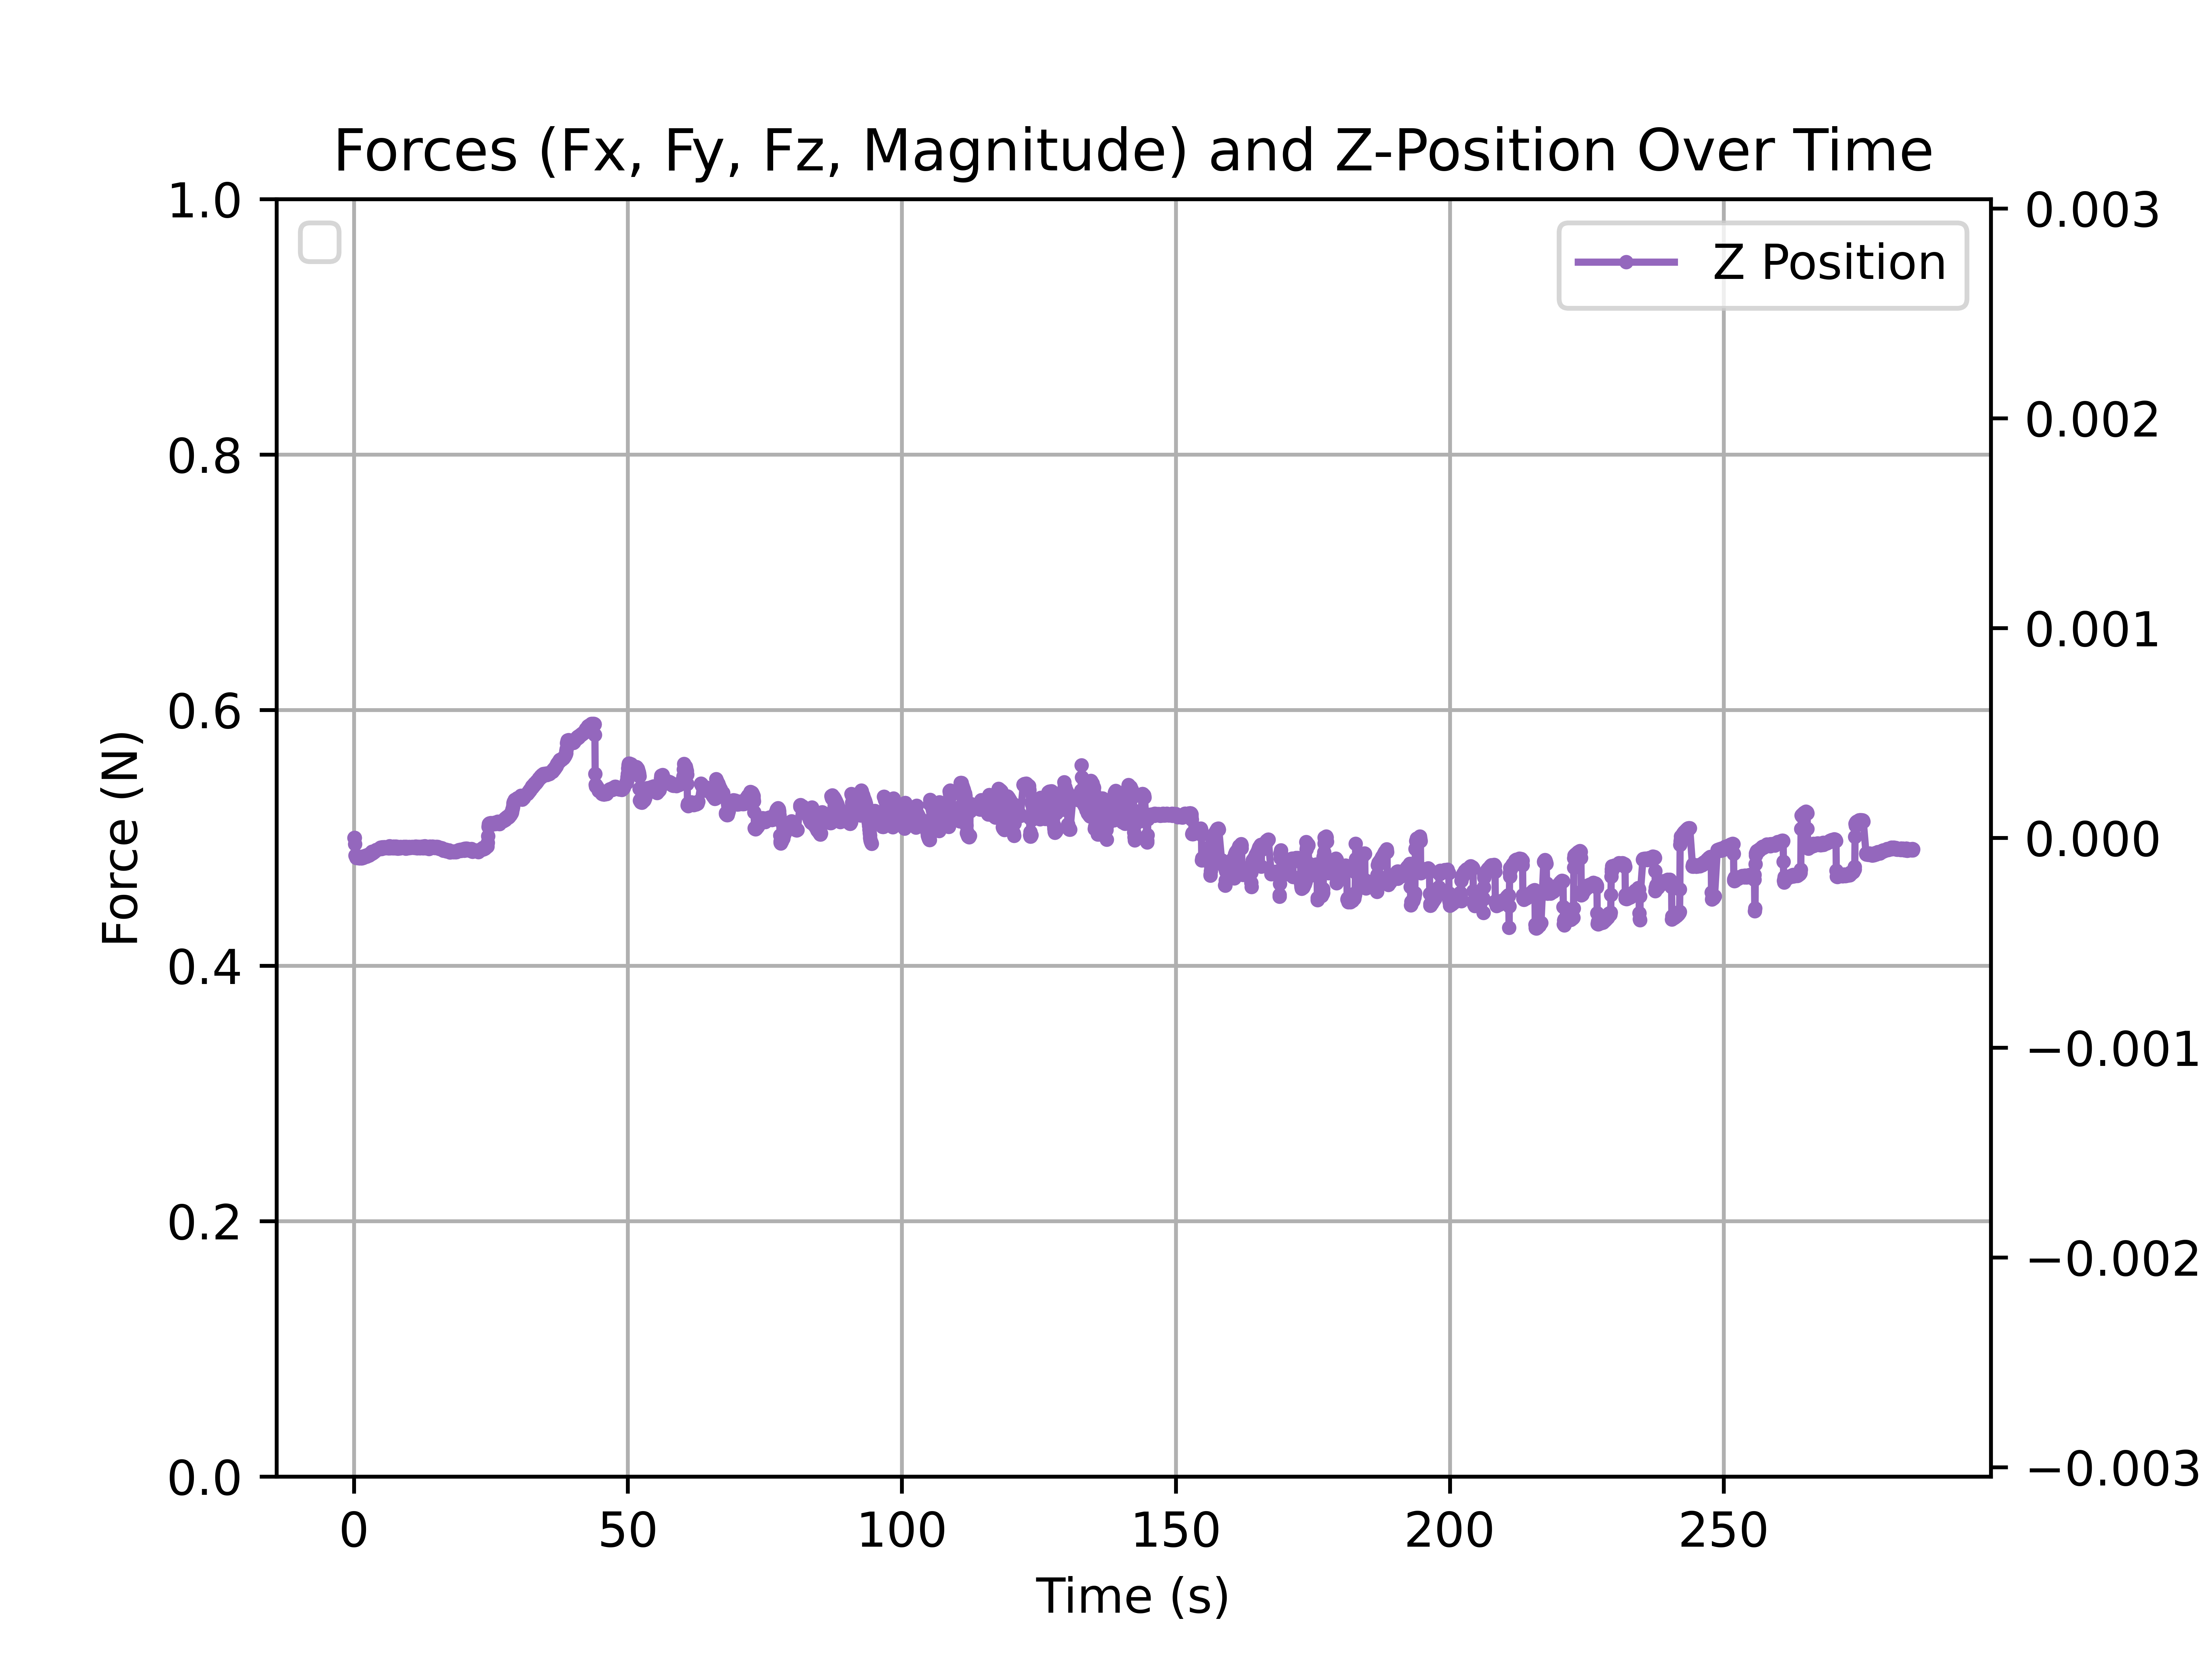 Forces (Fx, Fy, Fz, Magnitude) and Z-Position Over Time
Z Position
Force (N)
1.0
0.8
0.6
0.4
0.2
0.0
0.003
0.002
0.001
0.000
−0.001
−0.002
−0.003
0 50 100 150 200 250
Time (s)